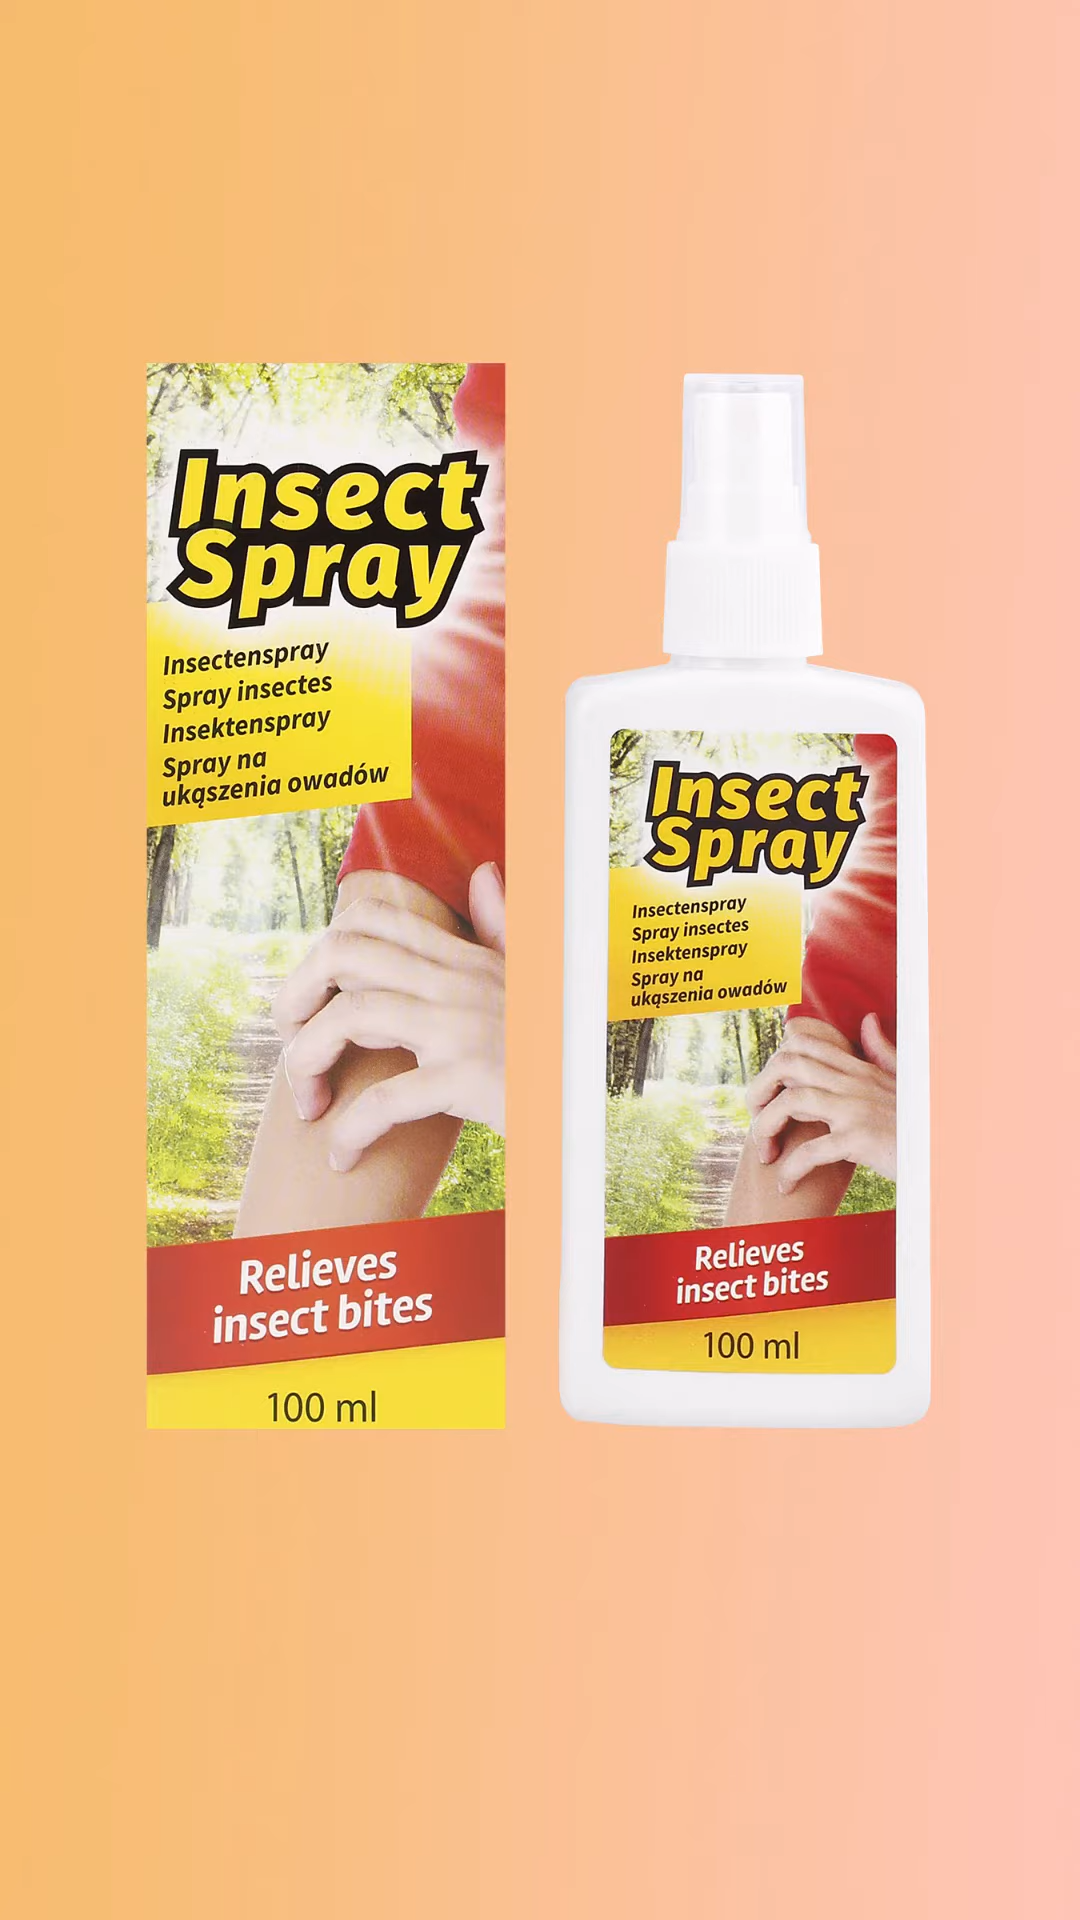 Insect
Spray
Insectenspray
Spray insectes
Insektenspray
Spray na
ukąszenia owadów
Relieves
insect bites
100 ml
Insect
Spray
Insectenspray
Spray insectes
Insektenspray
Spray na
ukąszenia owadów
Relieves
insect bites
100 ml